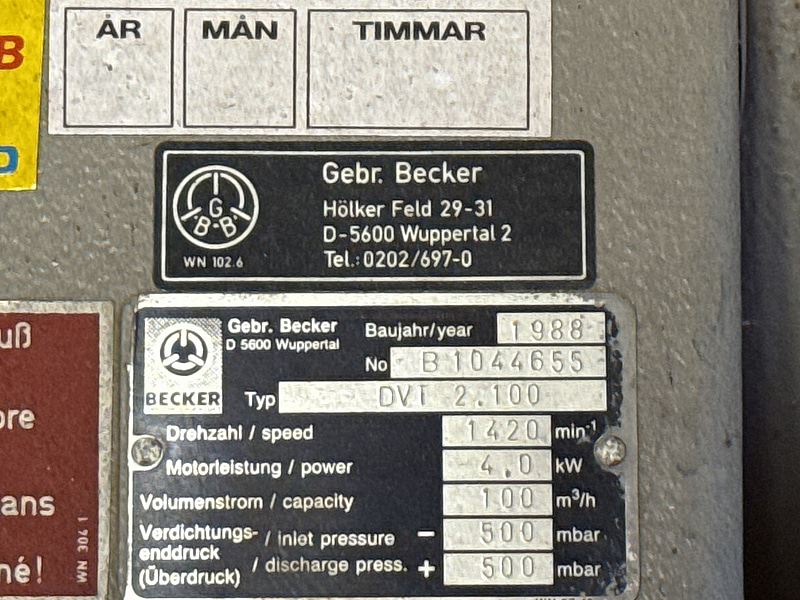 B
ÅR MÅN TIMMAR
Gebr. Becker
Hölker Feld 29-31
D-5600 Wuppertal 2
Tel.: 0202/697-0
G
B·B
WN 102.6
Gebr. Becker
D 5600 Wuppertal
BECKER
Baujahr/year 1988
No B 1044655
Typ DVT 2.100
Drehzahl / speed 1420 min-1
Motorleistung / power 4.0 kW
Volumenstrom / capacity 100 m³/h
Verdichtungs- / inlet pressure − 500 mbar
enddruck
(Überdruck) / discharge press. + 500 mbar
uß
ore
ans
né!
WN 304 1